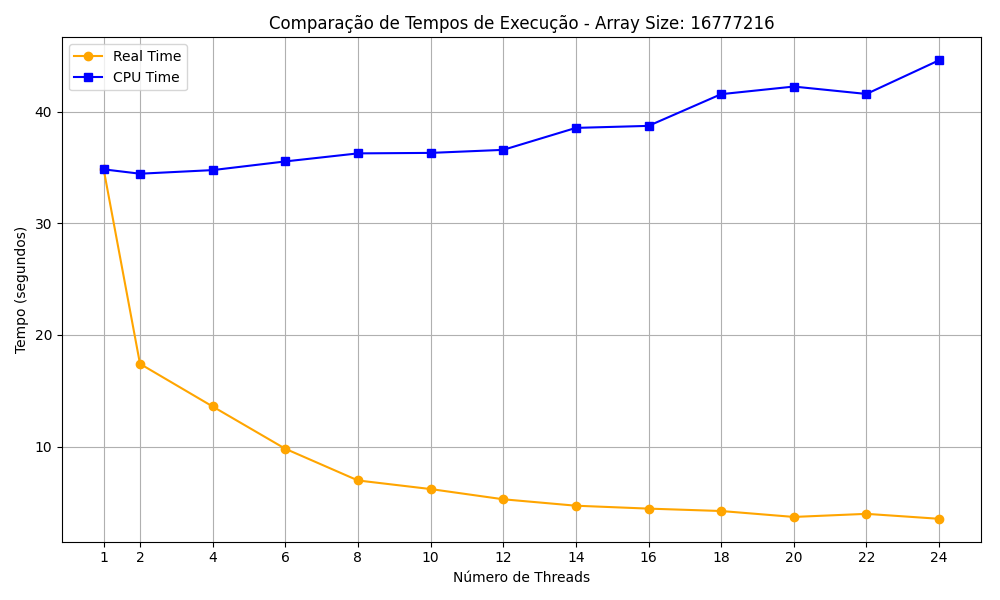 Comparação de Tempos de Execução - Array Size: 16777216
Real Time
CPU Time
Tempo (segundos)
40
30
20
10
1 2 4 6 8 10 12 14 16 18 20 22 24
Número de Threads